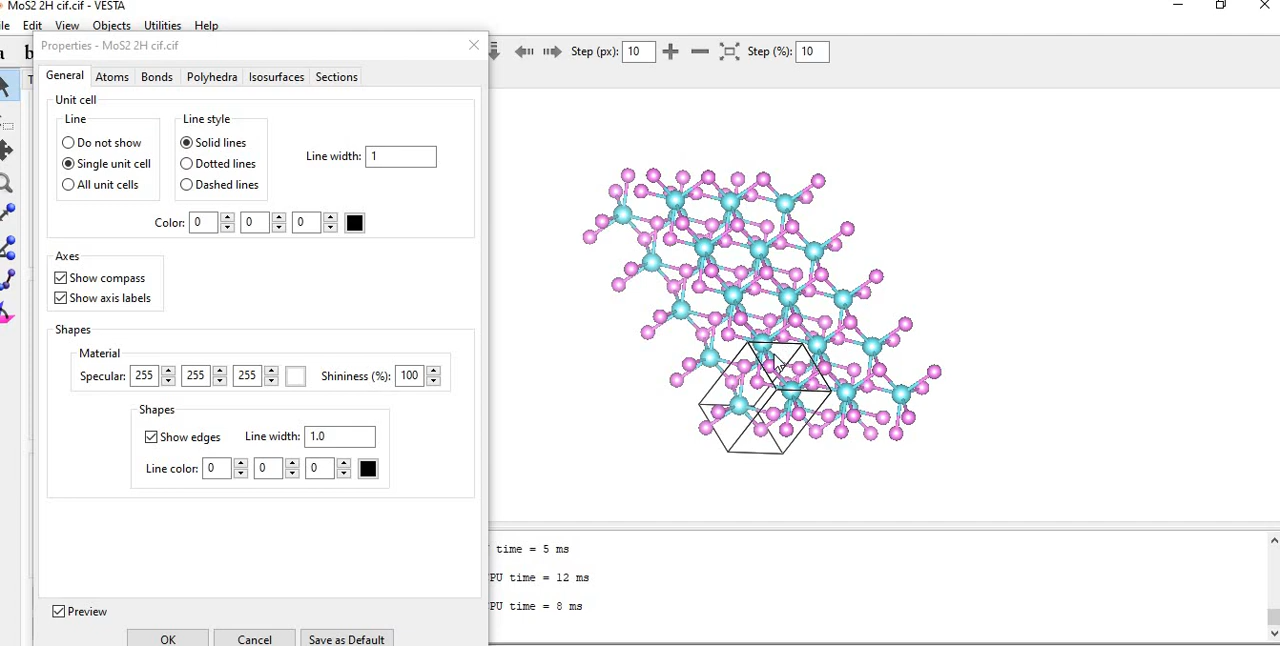 MoS2 2H cif.cif - VESTA
Edit View Objects Utilities Help
Properties - MoS2 2H cif.cif
Step (px): 10 Step (%): 10
General Atoms Bonds Polyhedra Isosurfaces Sections
Unit cell
Line
Do not show
Single unit cell
All unit cells
Line style
Solid lines
Dotted lines
Dashed lines
Line width: 1
Color: 0 0 0
Axes
Show compass
Show axis labels
Shapes
Material
Specular: 255 255 255 Shininess (%): 100
Shapes
Show edges Line width: 1.0
Line color: 0 0 0
Preview
OK Cancel Save as Default
time = 5 ms
PU time = 12 ms
PU time = 8 ms